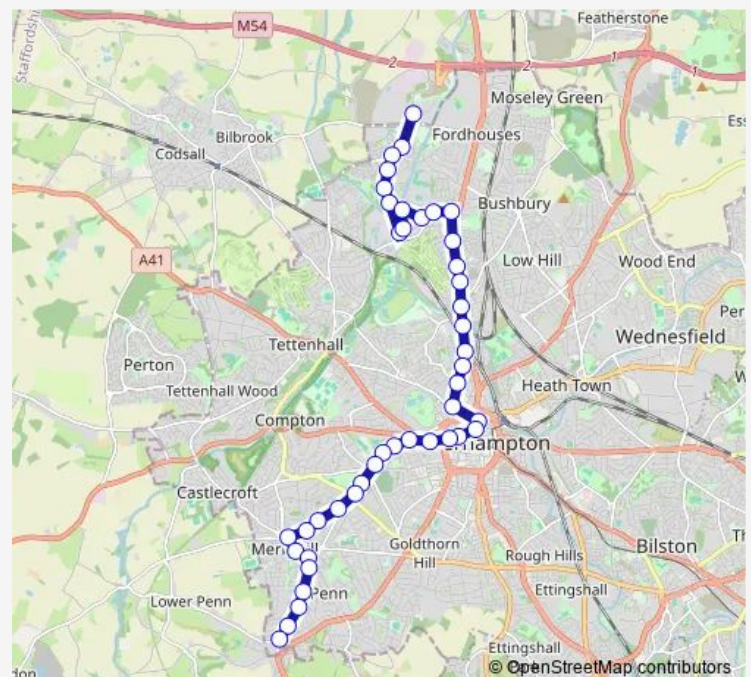 Featherstone
M54
2
2
1
1
Moseley Green
Staffordshire
Fordhouses
Bilbrook
Codsall
Bushbury
Low Hill
Wood End
A41
Wednesfield
Tettenhall
Perton
Heath Town
Tettenhall Wood
Compton
erhampton
Castlecroft
Goldthorn
Hill
Rough Hills
Bilston
Lower Penn
Penn
Ettingshall
Ettingshall
© OpenStreetMap contributors